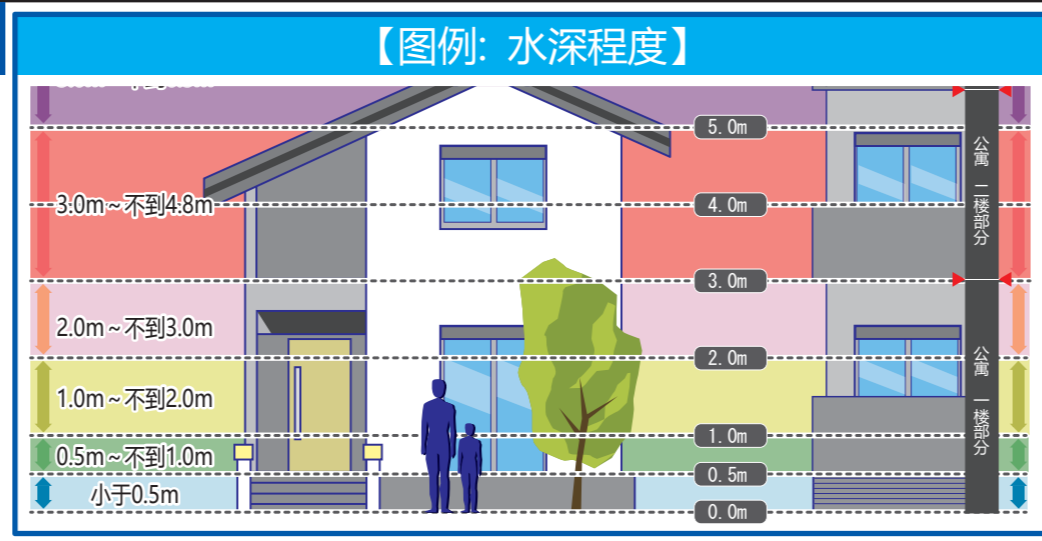 【图例: 水深程度】
5.0m
3.0m~不到4.8m
4.0m
公寓 二楼部分
3.0m
2.0m~不到3.0m
2.0m
公寓 一楼部分
1.0m~不到2.0m
1.0m
0.5m~不到1.0m
0.5m
小于0.5m
0.0m